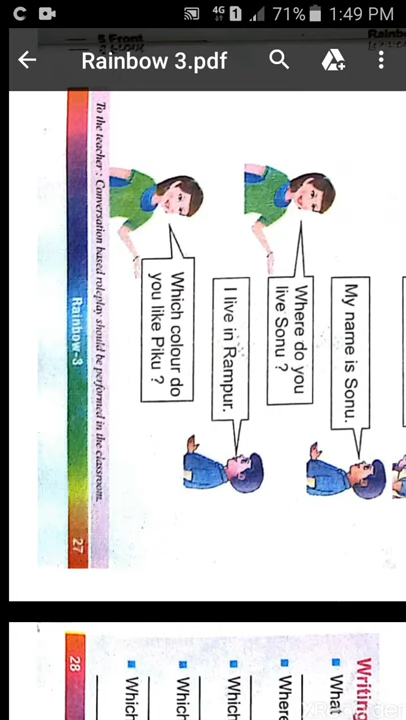 71% 1:49 PM
4G 1
Rainbow 3.pdf
My name is Sonu.
Where do you
live Sonu ?
I live in Rampur.
Which colour do
you like Piku ?
To the teacher : Conversation based roleplay should be performed in the classroom.
Rainbow-3
27
Writing
What
Where
Which
Which
Which
28
XRecorder